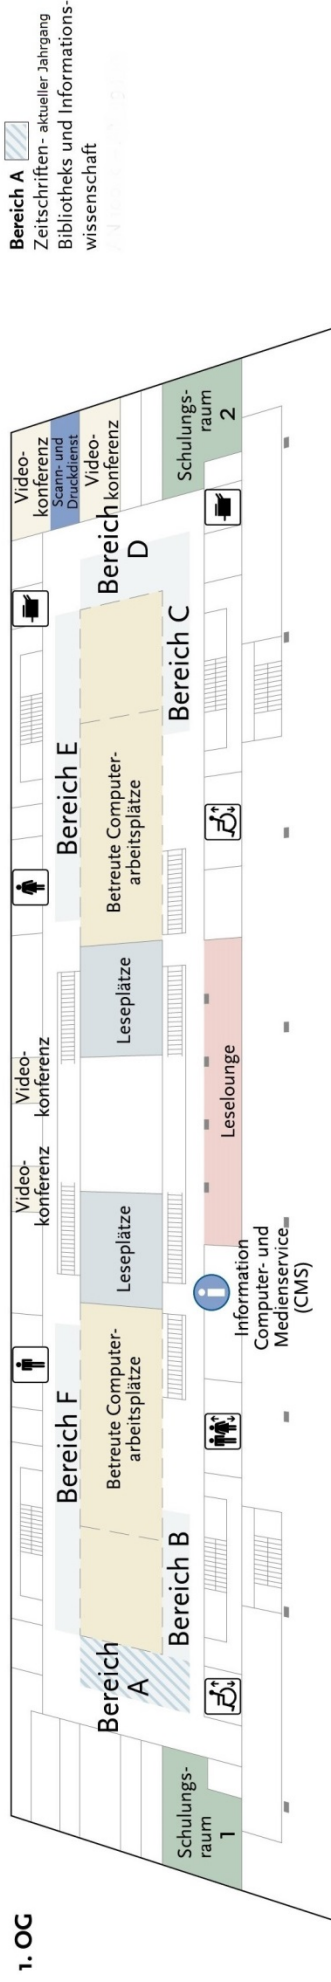 1. OG
Bereich A
Zeitschriften- aktueller Jahrgang
Bibliotheks und Informations-
wissenschaft
Video-
konferenz
Video-
konferenz
Video-
konferenz
Scann- und
Druckdienst
Video-
konferenz
Bereich F
Bereich E
Bereich
A
Betreute Computer-
arbeitsplätze
Leseplätze
Leseplätze
Betreute Computer-
arbeitsplätze
Bereich
D
Bereich B
Bereich C
Schulungs-
raum
1
Information
Computer- und
Medienservice
(CMS)
Leselounge
Schulungs-
raum
2